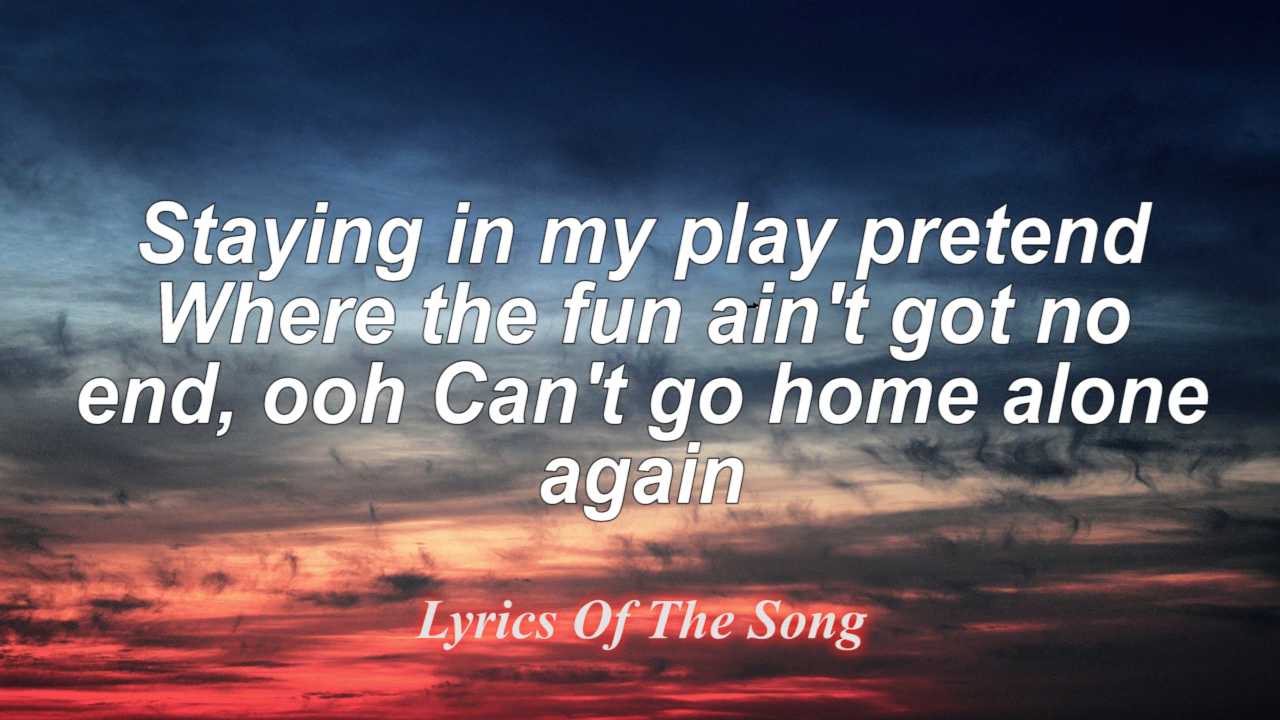 Staying in my play pretend
Where the fun ain't got no
end, ooh Can't go home alone
again
Lyrics Of The Song